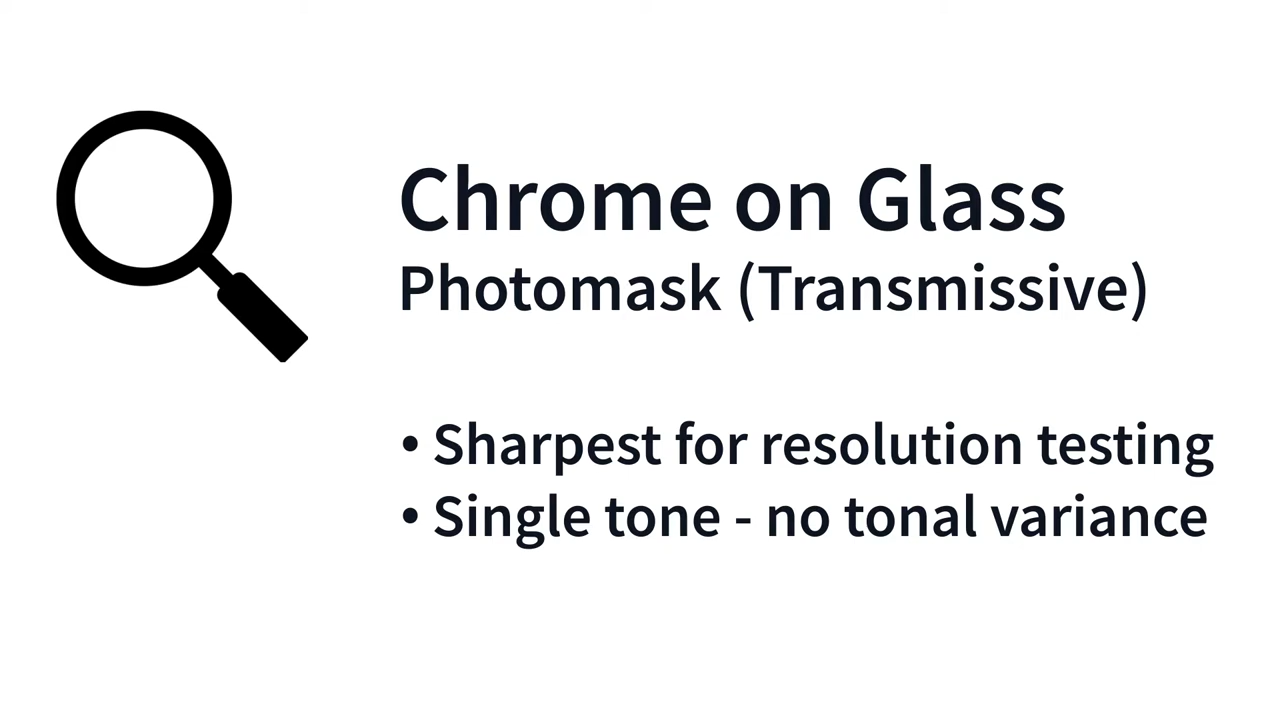 Chrome on Glass
Photomask (Transmissive)
• Sharpest for resolution testing
• Single tone - no tonal variance